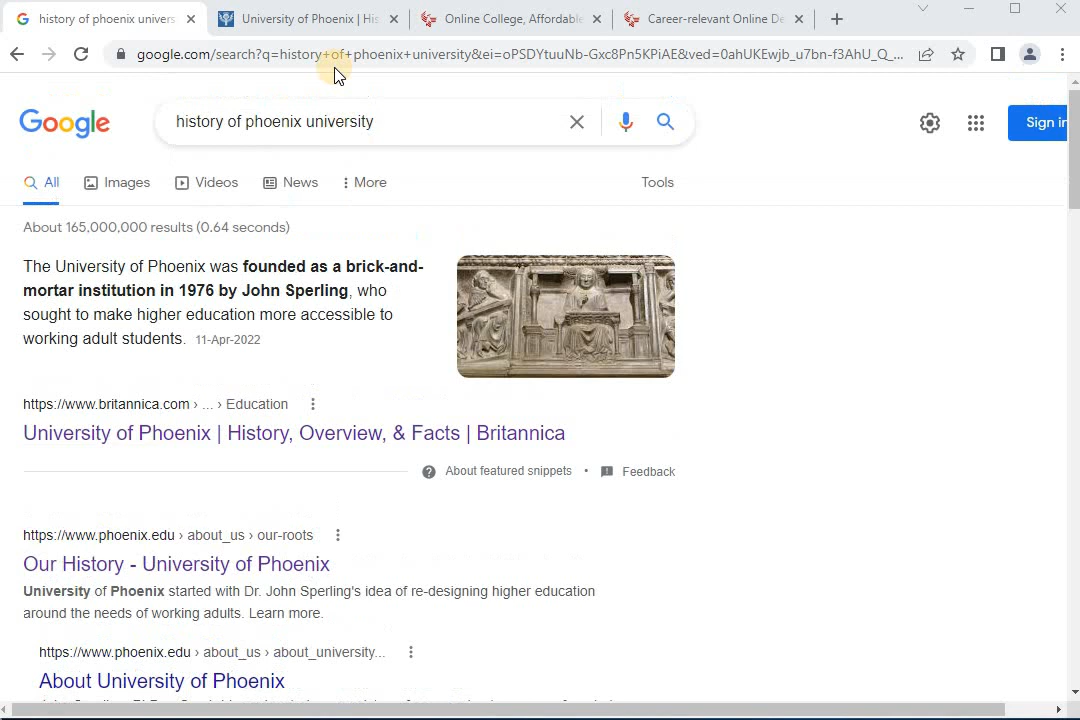 history of phoenix univers
University of Phoenix | His
Online College, Affordable
Career-relevant Online De
google.com/search?q=history+of+phoenix+university&ei=oPSDYtuuNb-Gxc8Pn5KPiAE&ved=0ahUKEwjb_u7bn-f3AhU_Q_...
Google
history of phoenix university
Sign in
All
Images
Videos
News
More
Tools
About 165,000,000 results (0.64 seconds)
The University of Phoenix was founded as a brick-and-
mortar institution in 1976 by John Sperling, who
sought to make higher education more accessible to
working adult students. 11-Apr-2022
https://www.britannica.com › ... › Education
University of Phoenix | History, Overview, & Facts | Britannica
About featured snippets • Feedback
https://www.phoenix.edu › about_us › our-roots
Our History - University of Phoenix
University of Phoenix started with Dr. John Sperling's idea of re-designing higher education
around the needs of working adults. Learn more.
https://www.phoenix.edu › about_us › about_university...
About University of Phoenix